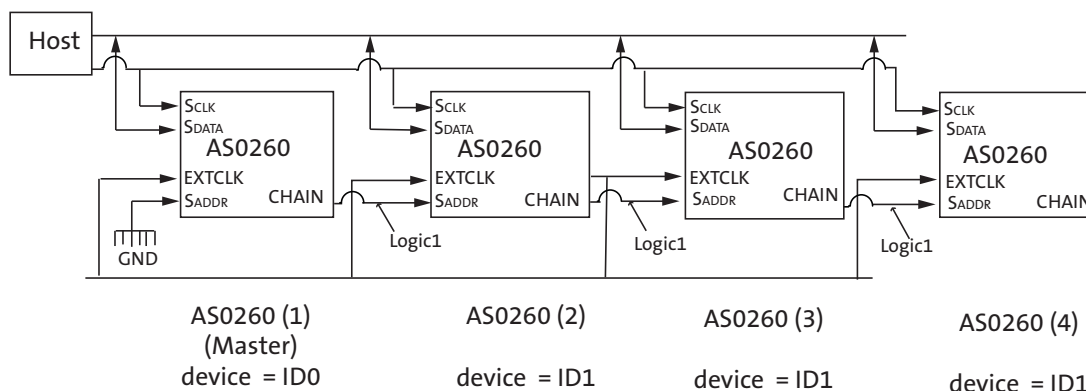 Host
SCLK
SDATA
AS0260
EXTCLK
CHAIN
SADDR
SCLK
SDATA
AS0260
EXTCLK
CHAIN
SADDR
SCLK
SDATA
AS0260
EXTCLK
CHAIN
SADDR
SCLK
SDATA
AS0260
EXTCLK
SADDR
CHAIN
GND
Logic1
Logic1
Logic1
AS0260 (1)
(Master)
device = ID0
AS0260 (2)
device = ID1
AS0260 (3)
device = ID1
AS0260 (4)
device = ID1